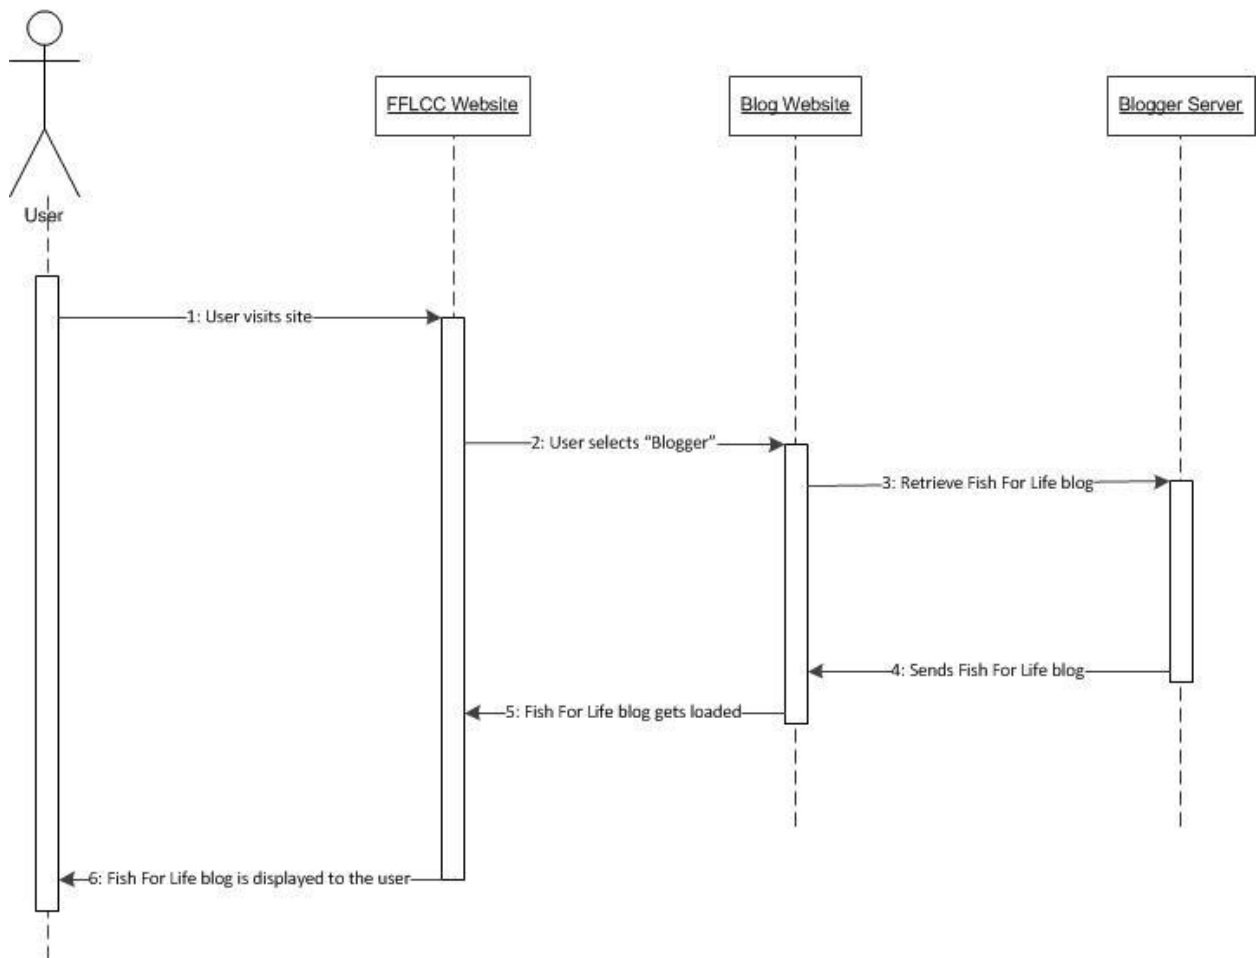 FFLCC Website
Blog Website
Blogger Server
User
1: User visits site
2: User selects “Blogger”
3: Retrieve Fish For Life blog
4: Sends Fish For Life blog
5: Fish For Life blog gets loaded
6: Fish For Life blog is displayed to the user